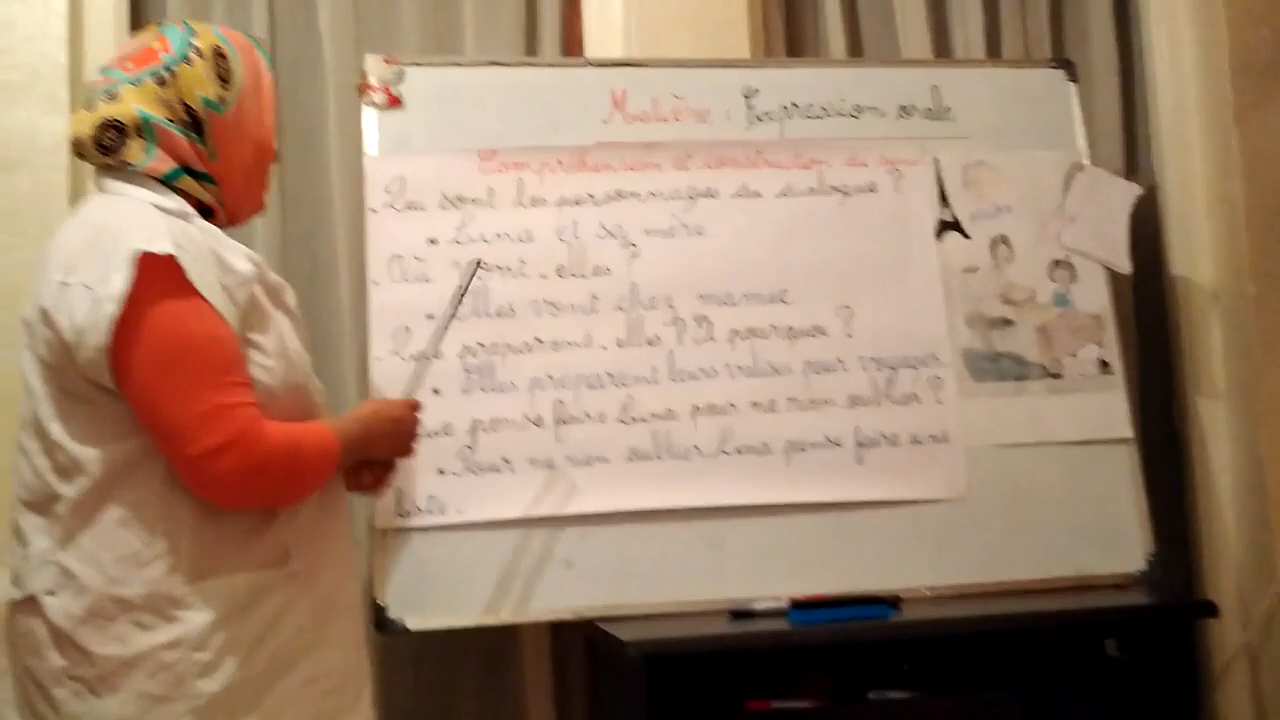 Matière : Expression orale
Compréhension et construction du sens
. Qui sont les personnages du dialogue ?
• Luna et sa mère
. Où vont-elles ?
• Elles vont chez mamie
préparent-elles ? Et pourquoi ?
• Elles préparent leurs valises pour voyager
que pense faire Luna pour ne rien oublier ?
• Pour ne rien oublier Luna pense faire une
liste.